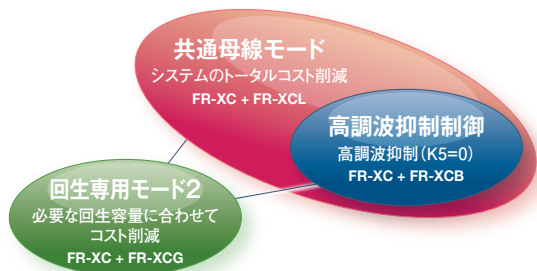 共通母線モード
システムのトータルコスト削減
FR-XC + FR-XCL
高調波抑制制御
高調波抑制（K5=0）
FR-XC + FR-XCB
回生専用モード2
必要な回生容量に合わせて
コスト削減
FR-XC + FR-XCG